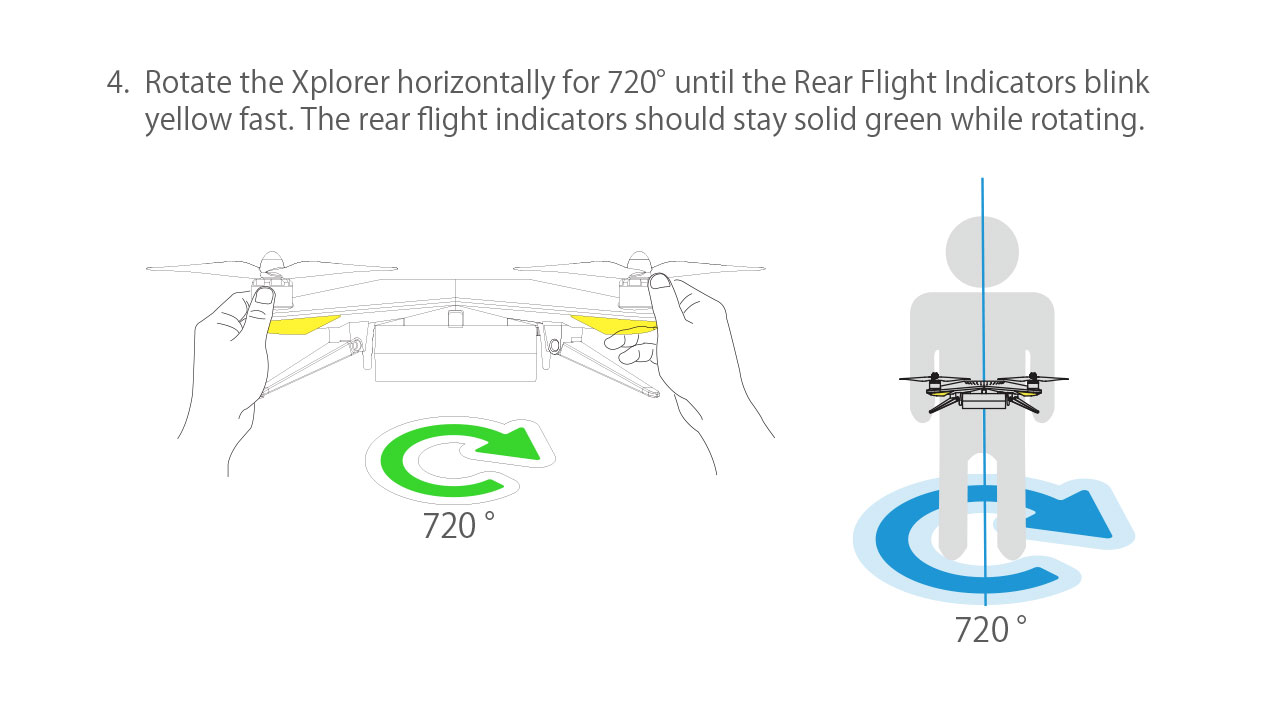 4. Rotate the Xplorer horizontally for 720° until the Rear Flight Indicators blink
yellow fast. The rear flight indicators should stay solid green while rotating.
720 °
720 °